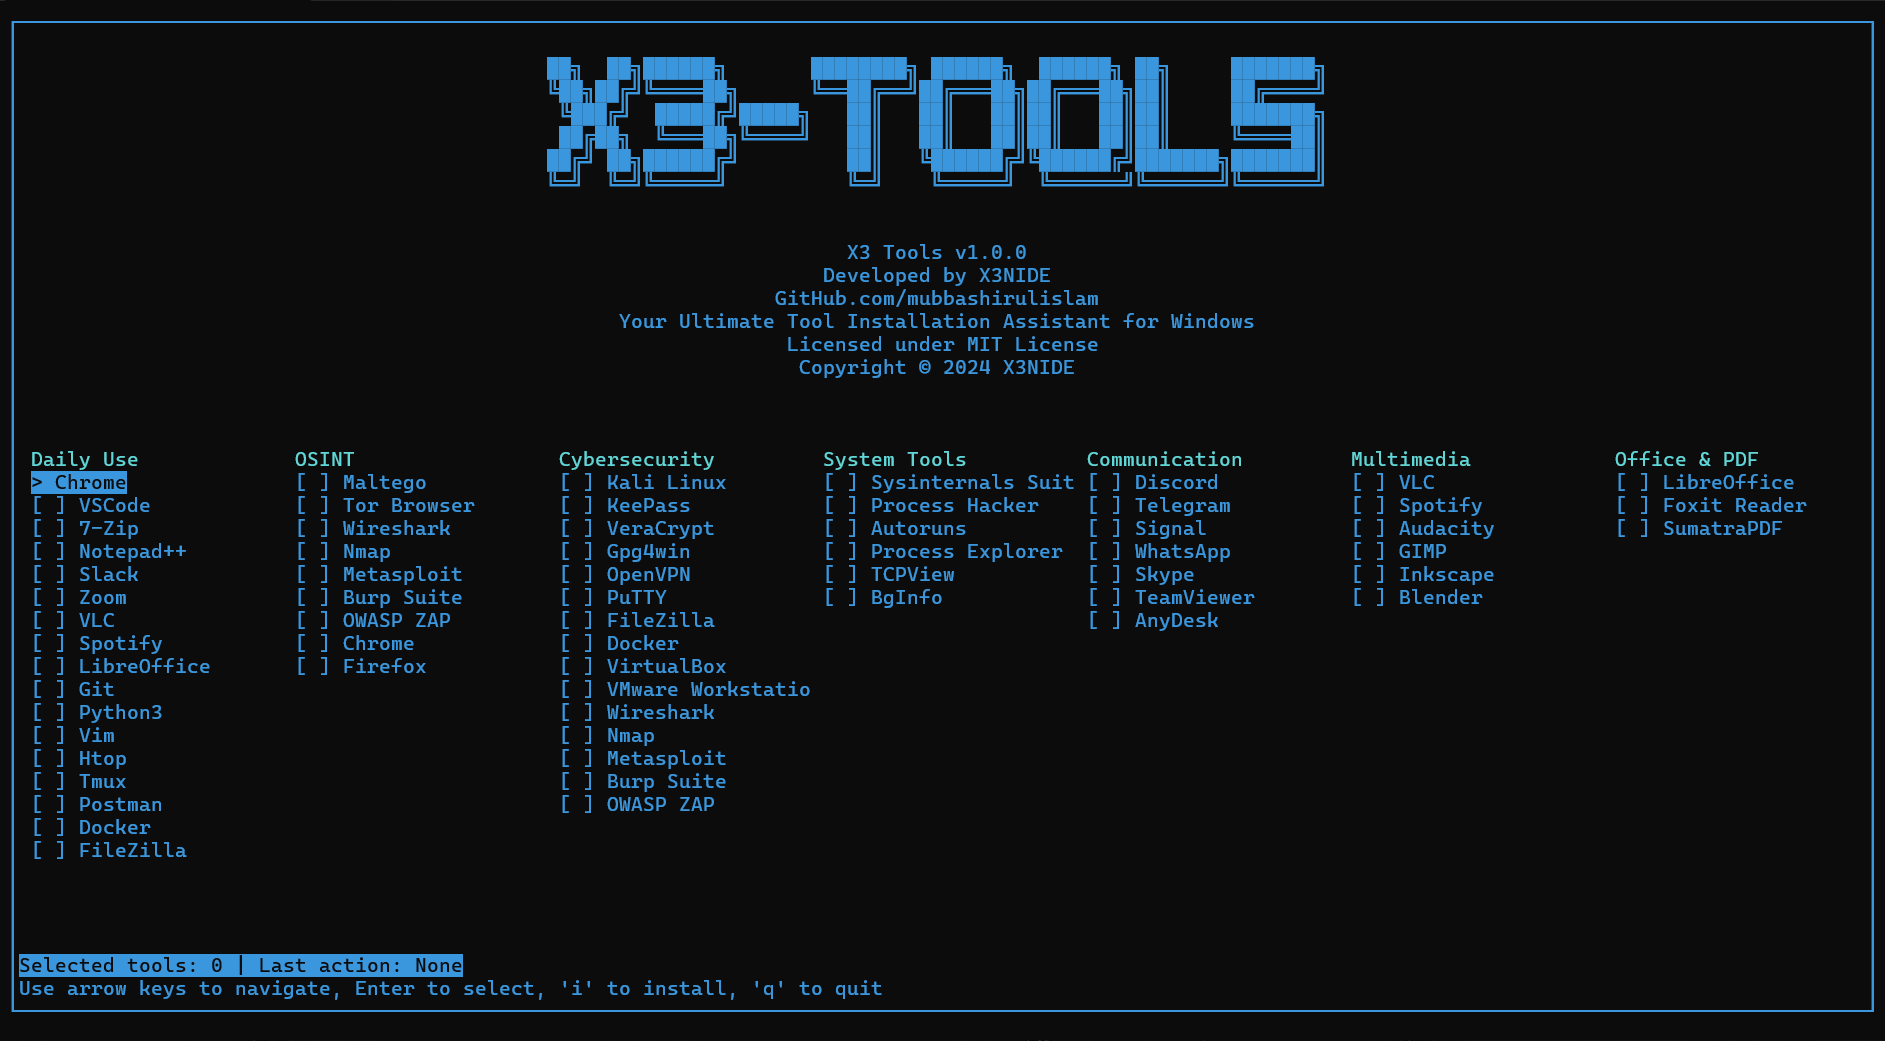 X3-TOOLS
X3 Tools v1.0.0
Developed by X3NIDE
GitHub.com/mubbashirulislam
Your Ultimate Tool Installation Assistant for Windows
Licensed under MIT License
Copyright © 2024 X3NIDE
Daily Use
> Chrome
[ ] VSCode
[ ] 7-Zip
[ ] Notepad++
[ ] Slack
[ ] Zoom
[ ] VLC
[ ] Spotify
[ ] LibreOffice
[ ] Git
[ ] Python3
[ ] Vim
[ ] Htop
[ ] Tmux
[ ] Postman
[ ] Docker
[ ] FileZilla
OSINT
[ ] Maltego
[ ] Tor Browser
[ ] Wireshark
[ ] Nmap
[ ] Metasploit
[ ] Burp Suite
[ ] OWASP ZAP
[ ] Chrome
[ ] Firefox
Cybersecurity
[ ] Kali Linux
[ ] KeePass
[ ] VeraCrypt
[ ] Gpg4win
[ ] OpenVPN
[ ] PuTTY
[ ] FileZilla
[ ] Docker
[ ] VirtualBox
[ ] VMware Workstatio
[ ] Wireshark
[ ] Nmap
[ ] Metasploit
[ ] Burp Suite
[ ] OWASP ZAP
System Tools
[ ] Sysinternals Suit
[ ] Process Hacker
[ ] Autoruns
[ ] Process Explorer
[ ] TCPView
[ ] BgInfo
Communication
[ ] Discord
[ ] Telegram
[ ] Signal
[ ] WhatsApp
[ ] Skype
[ ] TeamViewer
[ ] AnyDesk
Multimedia
[ ] VLC
[ ] Spotify
[ ] Audacity
[ ] GIMP
[ ] Inkscape
[ ] Blender
Office & PDF
[ ] LibreOffice
[ ] Foxit Reader
[ ] SumatraPDF
Selected tools: 0 | Last action: None
Use arrow keys to navigate, Enter to select, 'i' to install, 'q' to quit